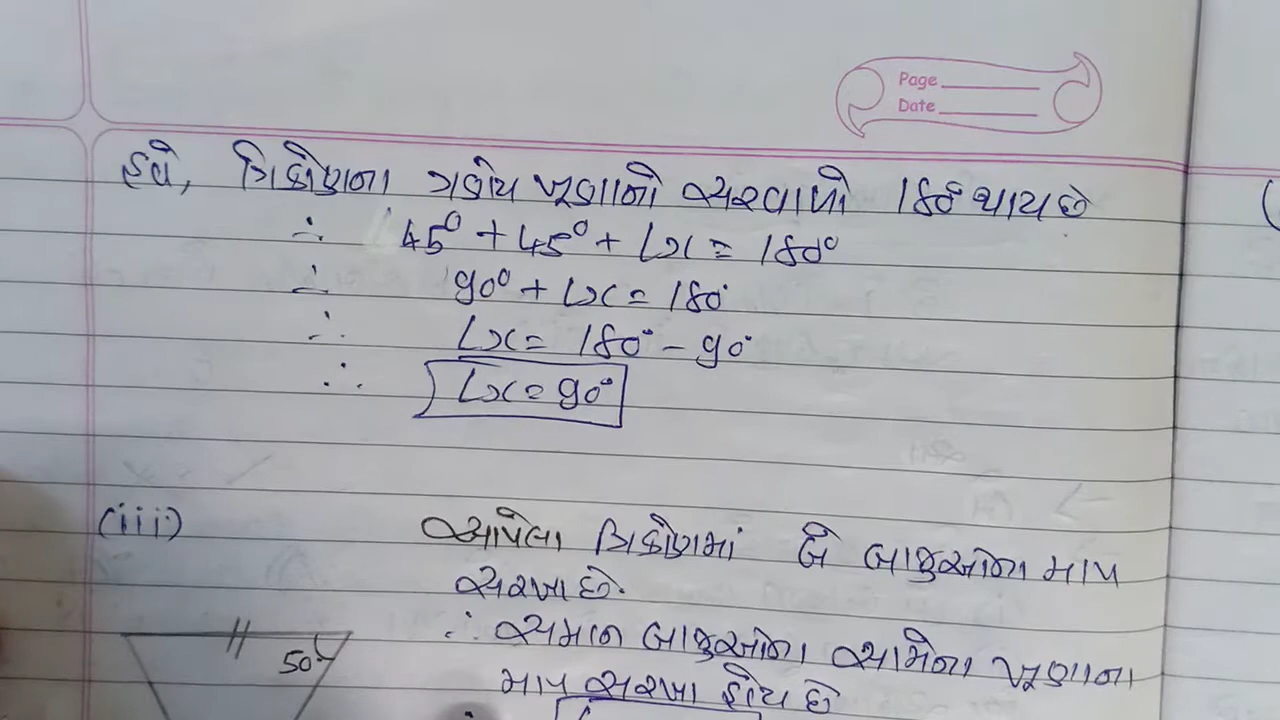 Page
Date
હવે, ત્રિકોણના ત્રણેય ખૂણાનો સરવાળો 180° થાય છે
∴ 45° + 45° + ∠x = 180°
∴ 90° + ∠x = 180°
∴ ∠x = 180° - 90°
∴ ∠x = 90°
(iii) આપેલા ત્રિકોણમાં બે બાજુઓના માપ
સરખા છે.
∴ સમાન બાજુઓના સામેના ખૂણાના
50°
માપ સરખા હોય છે